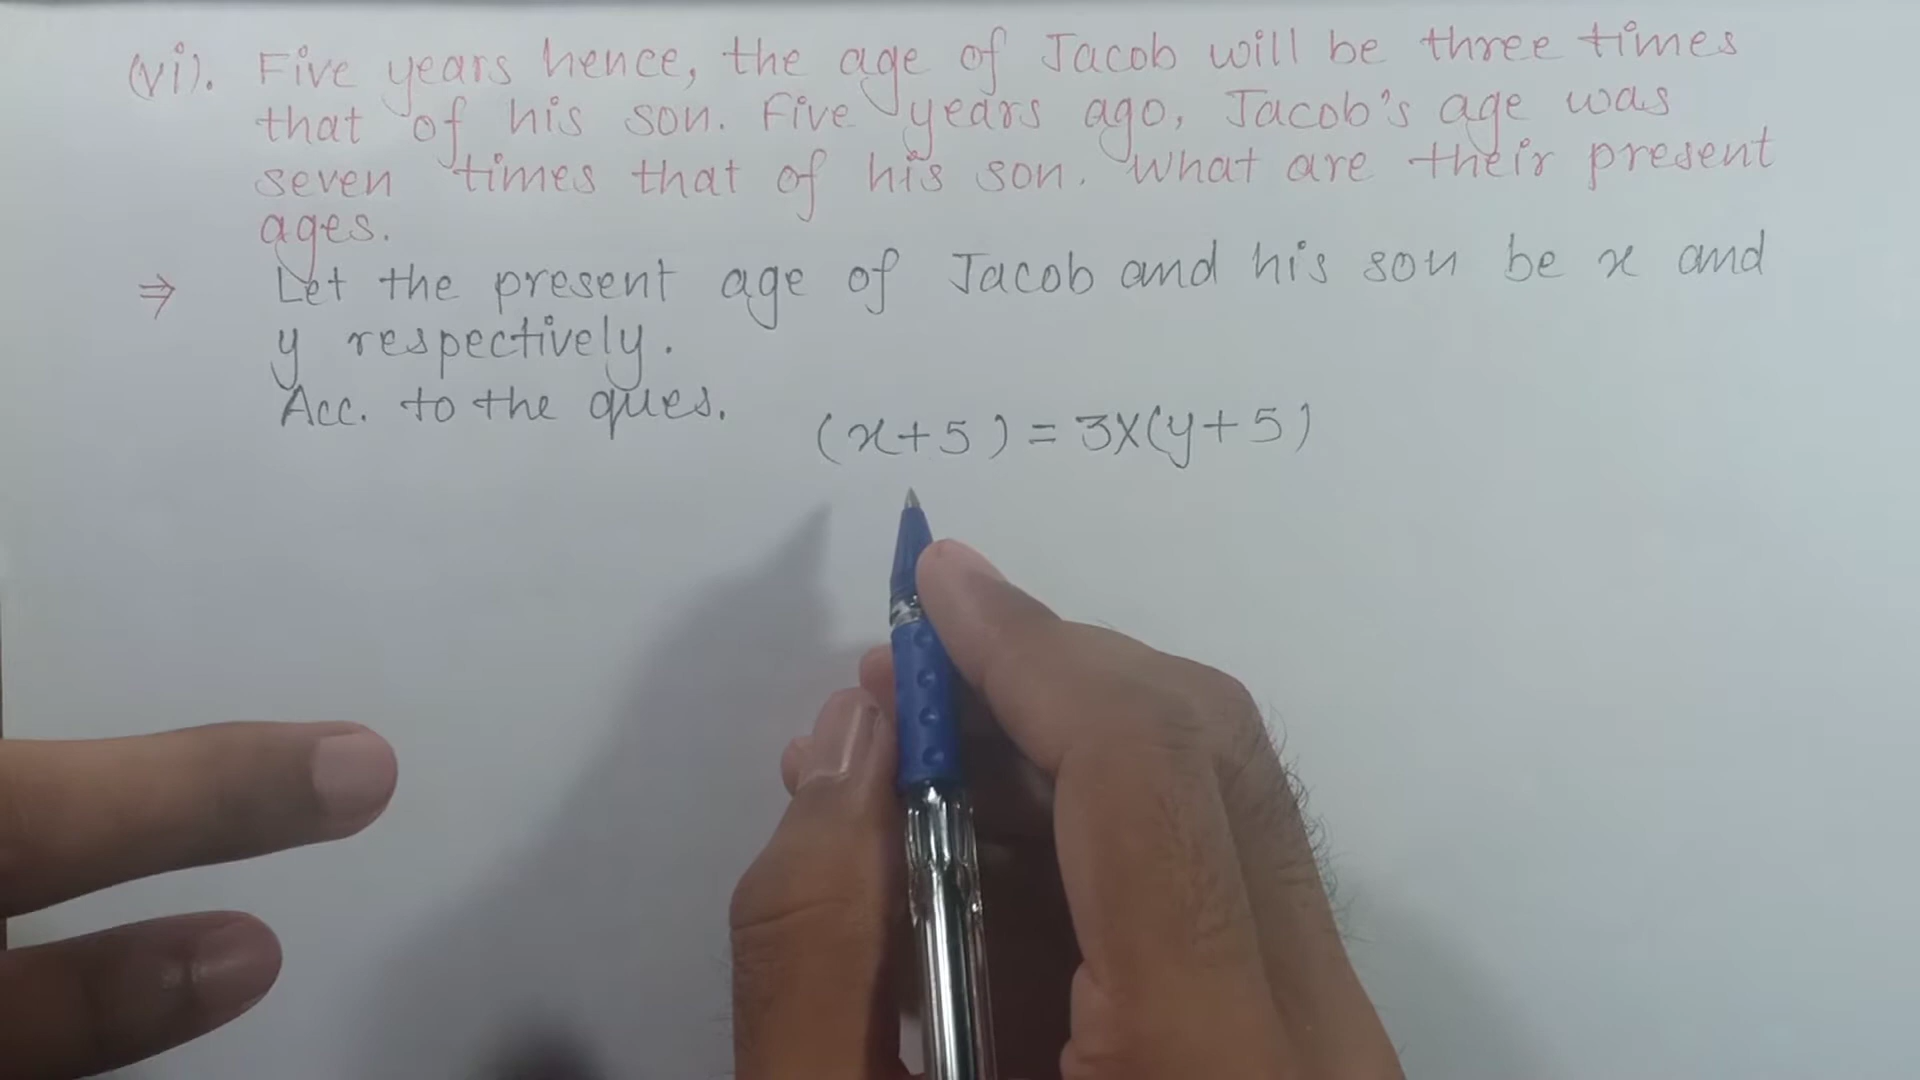 (vi). Five years hence, the age of Jacob will be three times
that of his son. Five years ago, Jacob's age was
seven times that of his son. What are their present
ages.
⇒ Let the present age of Jacob and his son be x and
y respectively.
Acc. to the ques. (x+5) = 3×(y+5)